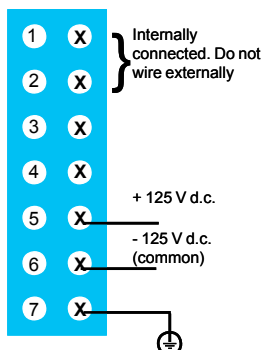 1 X Internally
connected. Do not
2 X wire externally
3 X
4 X
+ 125 V d.c.
5 X
- 125 V d.c.
6 X (common)
7 X